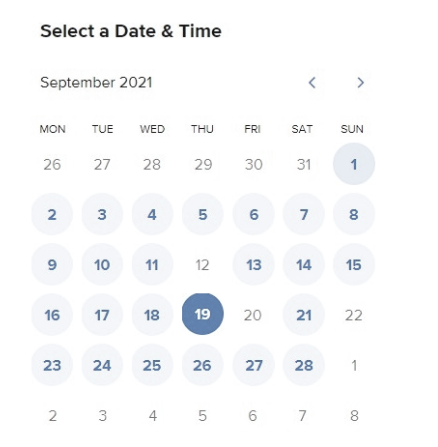 Select a Date & Time
September 2021
MON TUE WED THU FRI SAT SUN
26 27 28 29 30 31 1
2 3 4 5 6 7 8
9 10 11 12 13 14 15
16 17 18 19 20 21 22
23 24 25 26 27 28 1
2 3 4 5 6 7 8